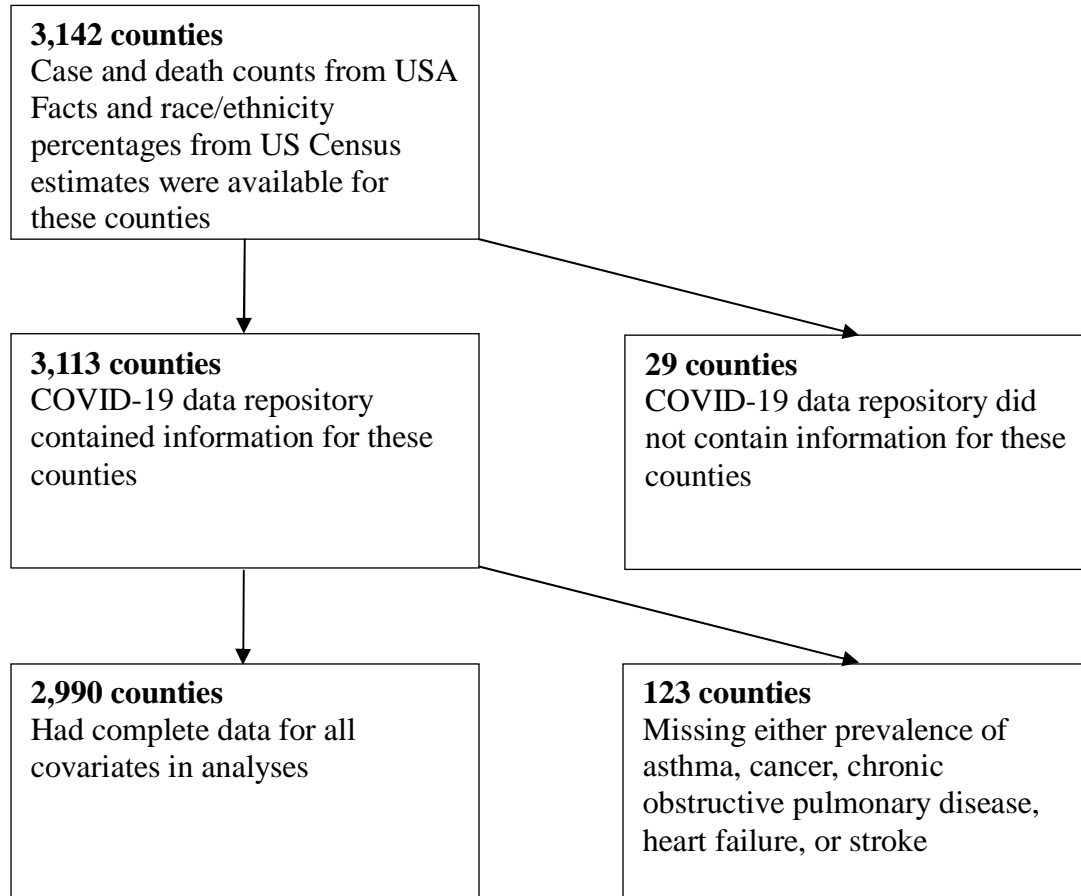 3,142 counties
Case and death counts from USA
Facts and race/ethnicity
percentages from US Census
estimates were available for
these counties
3,113 counties
COVID-19 data repository
contained information for these
counties
29 counties
COVID-19 data repository did
not contain information for these
counties
2,990 counties
Had complete data for all
covariates in analyses
123 counties
Missing either prevalence of
asthma, cancer, chronic
obstructive pulmonary disease,
heart failure, or stroke